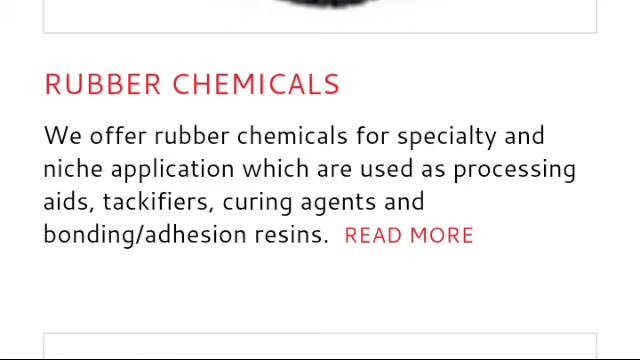 RUBBER CHEMICALS
We offer rubber chemicals for specialty and
niche application which are used as processing
aids, tackifiers, curing agents and
bonding/adhesion resins. READ MORE